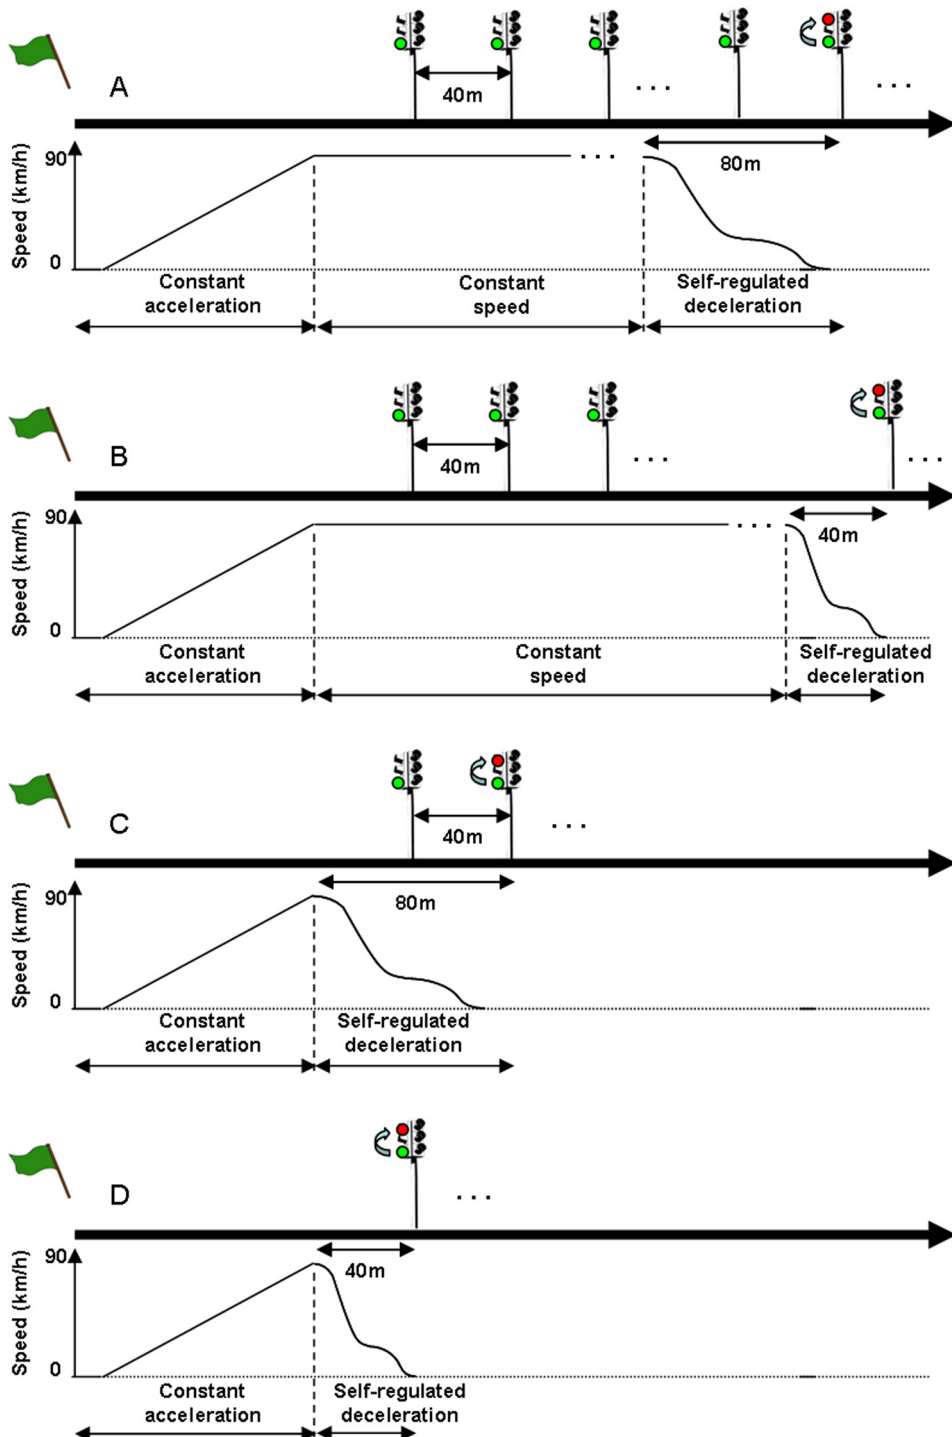 A
40m
. . .
. . .
Speed (km/h)
90
0
. . .
80m
Constant
acceleration
Constant
speed
Self-regulated
deceleration
B
40m
. . .
. . .
Speed (km/h)
90
0
. . .
40m
Constant
acceleration
Constant
speed
Self-regulated
deceleration
C
40m
. . .
Speed (km/h)
90
0
80m
Constant
acceleration
Self-regulated
deceleration
D
. . .
Speed (km/h)
90
0
40m
Constant
acceleration
Self-regulated
deceleration